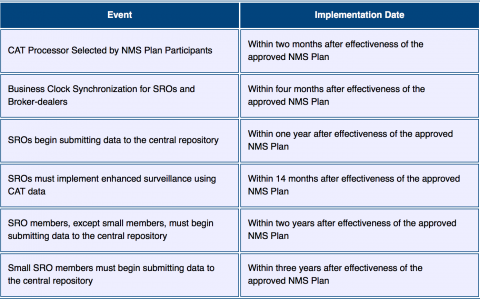 Event
Implementation Date
CAT Processor Selected by NMS Plan Participants
Within two months after effectiveness of the
approved NMS Plan
Business Clock Synchronization for SROs and
Broker-dealers
Within four months after effectiveness of the
approved NMS Plan
SROs begin submitting data to the central repository
Within one year after effectiveness of the approved
NMS Plan
SROs must implement enhanced surveillance using
CAT data
Within 14 months after effectiveness of the approved
NMS Plan
SRO members, except small members, must begin
submitting data to the central repository
Within two years after effectiveness of the approved
NMS Plan
Small SRO members must begin submitting data to
the central repository
Within three years after effectiveness of the
approved NMS Plan